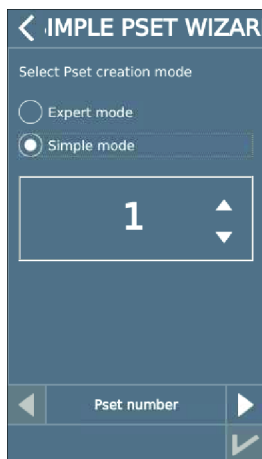 IMPLE PSET WIZAR
Select Pset creation mode
Expert mode
Simple mode
1
Pset number